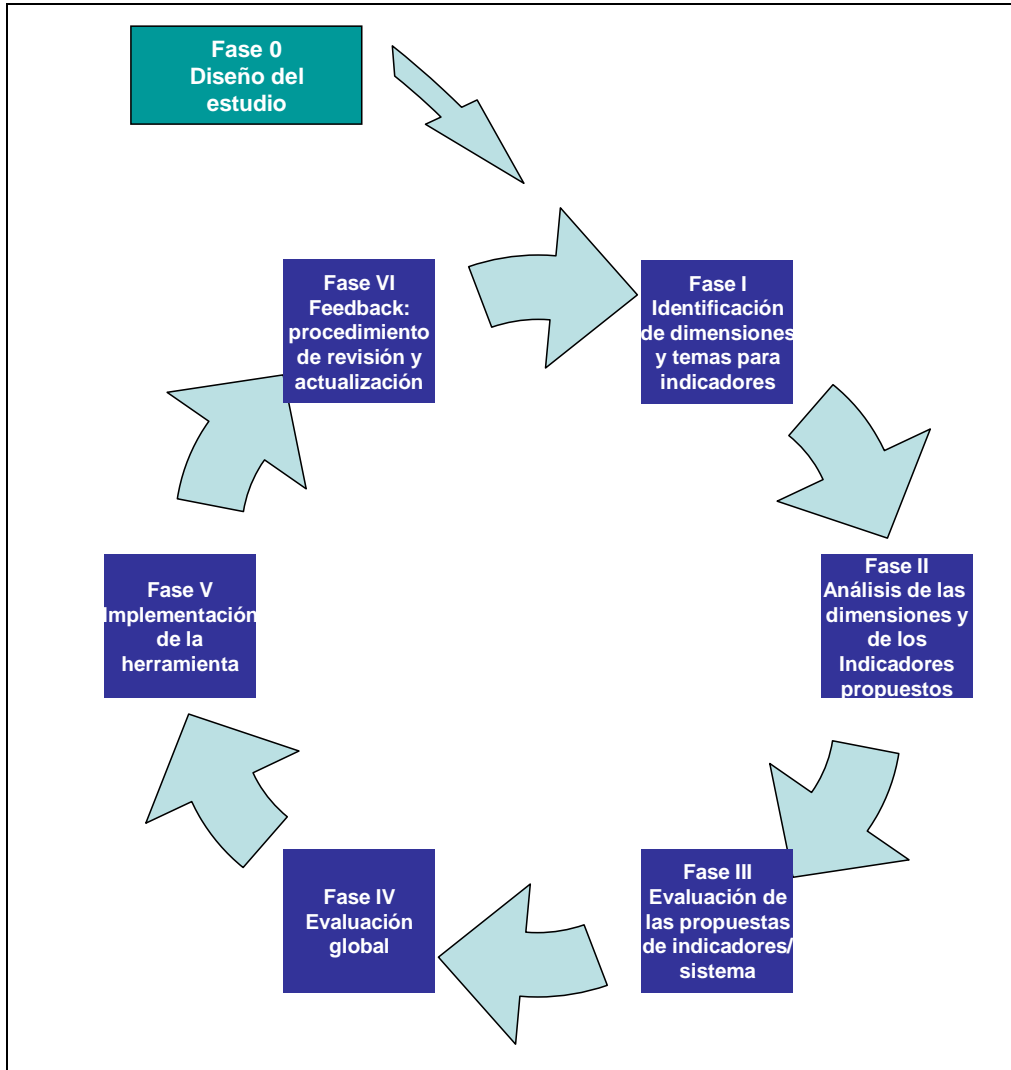 Fase 0
Diseño del
estudio
Fase VI
Feedback:
procedimiento
de revisión y
actualización
Fase I
Identificación
de dimensiones
y temas para
indicadores
Fase V
Implementación
de la
herramienta
Fase II
Análisis de las
dimensiones y
de los
Indicadores
propuestos
Fase IV
Evaluación
global
Fase III
Evaluación de
las propuestas
de indicadores/
sistema